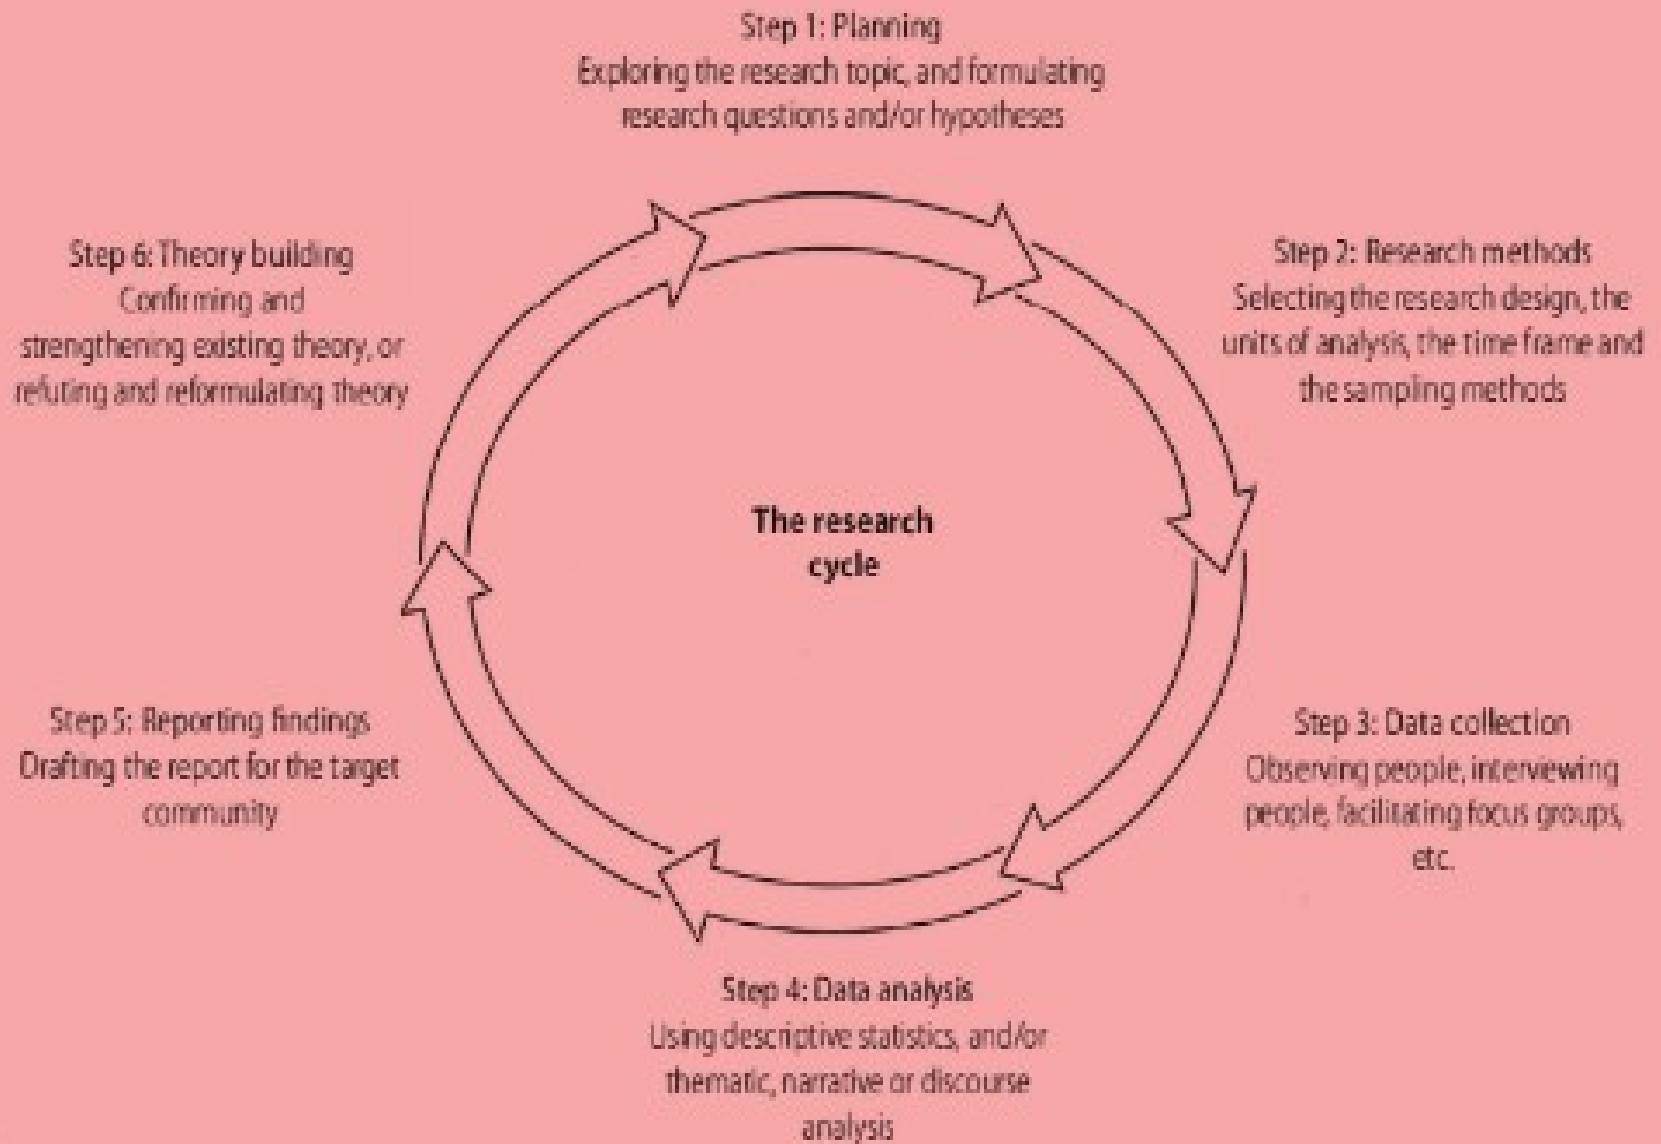 Step 1: Planning
Exploring the research topic, and formulating
research questions and/or hypotheses
Step 2: Research methods
Selecting the research design, the
units of analysis, the time frame and
the sampling methods
Step 3: Data collection
Observing people, interviewing
people, facilitating focus groups,
etc.
Step 4: Data analysis
Using descriptive statistics, and/or
thematic, narrative or discourse
analysis
Step 5: Reporting findings
Drafting the report for the target
community
Step 6: Theory building
Confirming and
strengthening existing theory, or
refuting and reformulating theory
The research
cycle